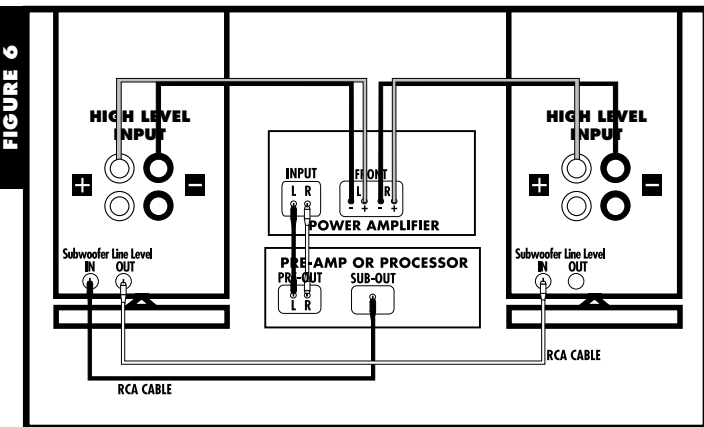 FIGURE 6
HIGH LEVEL
INPUT
+
-
Subwoofer Line Level
IN OUT
INPUT
L R
FRONT
L R
- + - +
POWER AMPLIFIER
PRE-AMP OR PROCESSOR
PRE-OUT
L R
SUB-OUT
HIGH LEVEL
INPUT
+
-
Subwoofer Line Level
IN OUT
RCA CABLE
RCA CABLE